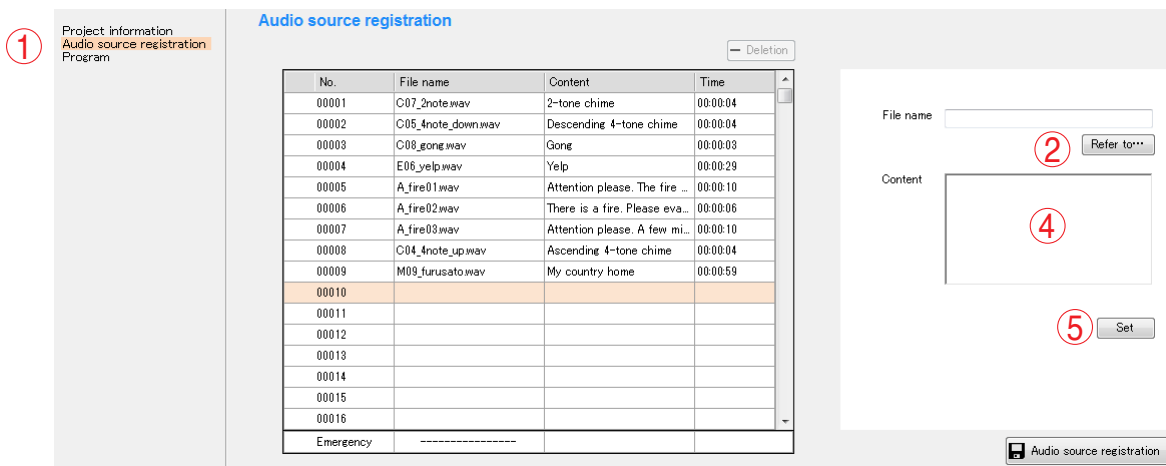 ①
Project information
Audio source registration
Program
Audio source registration
Deletion
No. File name Content Time
00001 C07_2note.wav 2-tone chime 00:00:04
00002 C05_4note_down.wav Descending 4-tone chime 00:00:04
00003 C08_gong.wav Gong 00:00:03
00004 E06_yelp.wav Yelp 00:00:29
00005 A_fire01.wav Attention please. The fire ... 00:00:10
00006 A_fire02.wav There is a fire. Please eva... 00:00:06
00007 A_fire03.wav Attention please. A few mi... 00:00:10
00008 C04_4note_up.wav Ascending 4-tone chime 00:00:04
00009 M09_furusato.wav My country home 00:00:59
00010
00011
00012
00013
00014
00015
00016
Emergency ----------------
File name
② Refer to···
Content
④
⑤ Set
Audio source registration